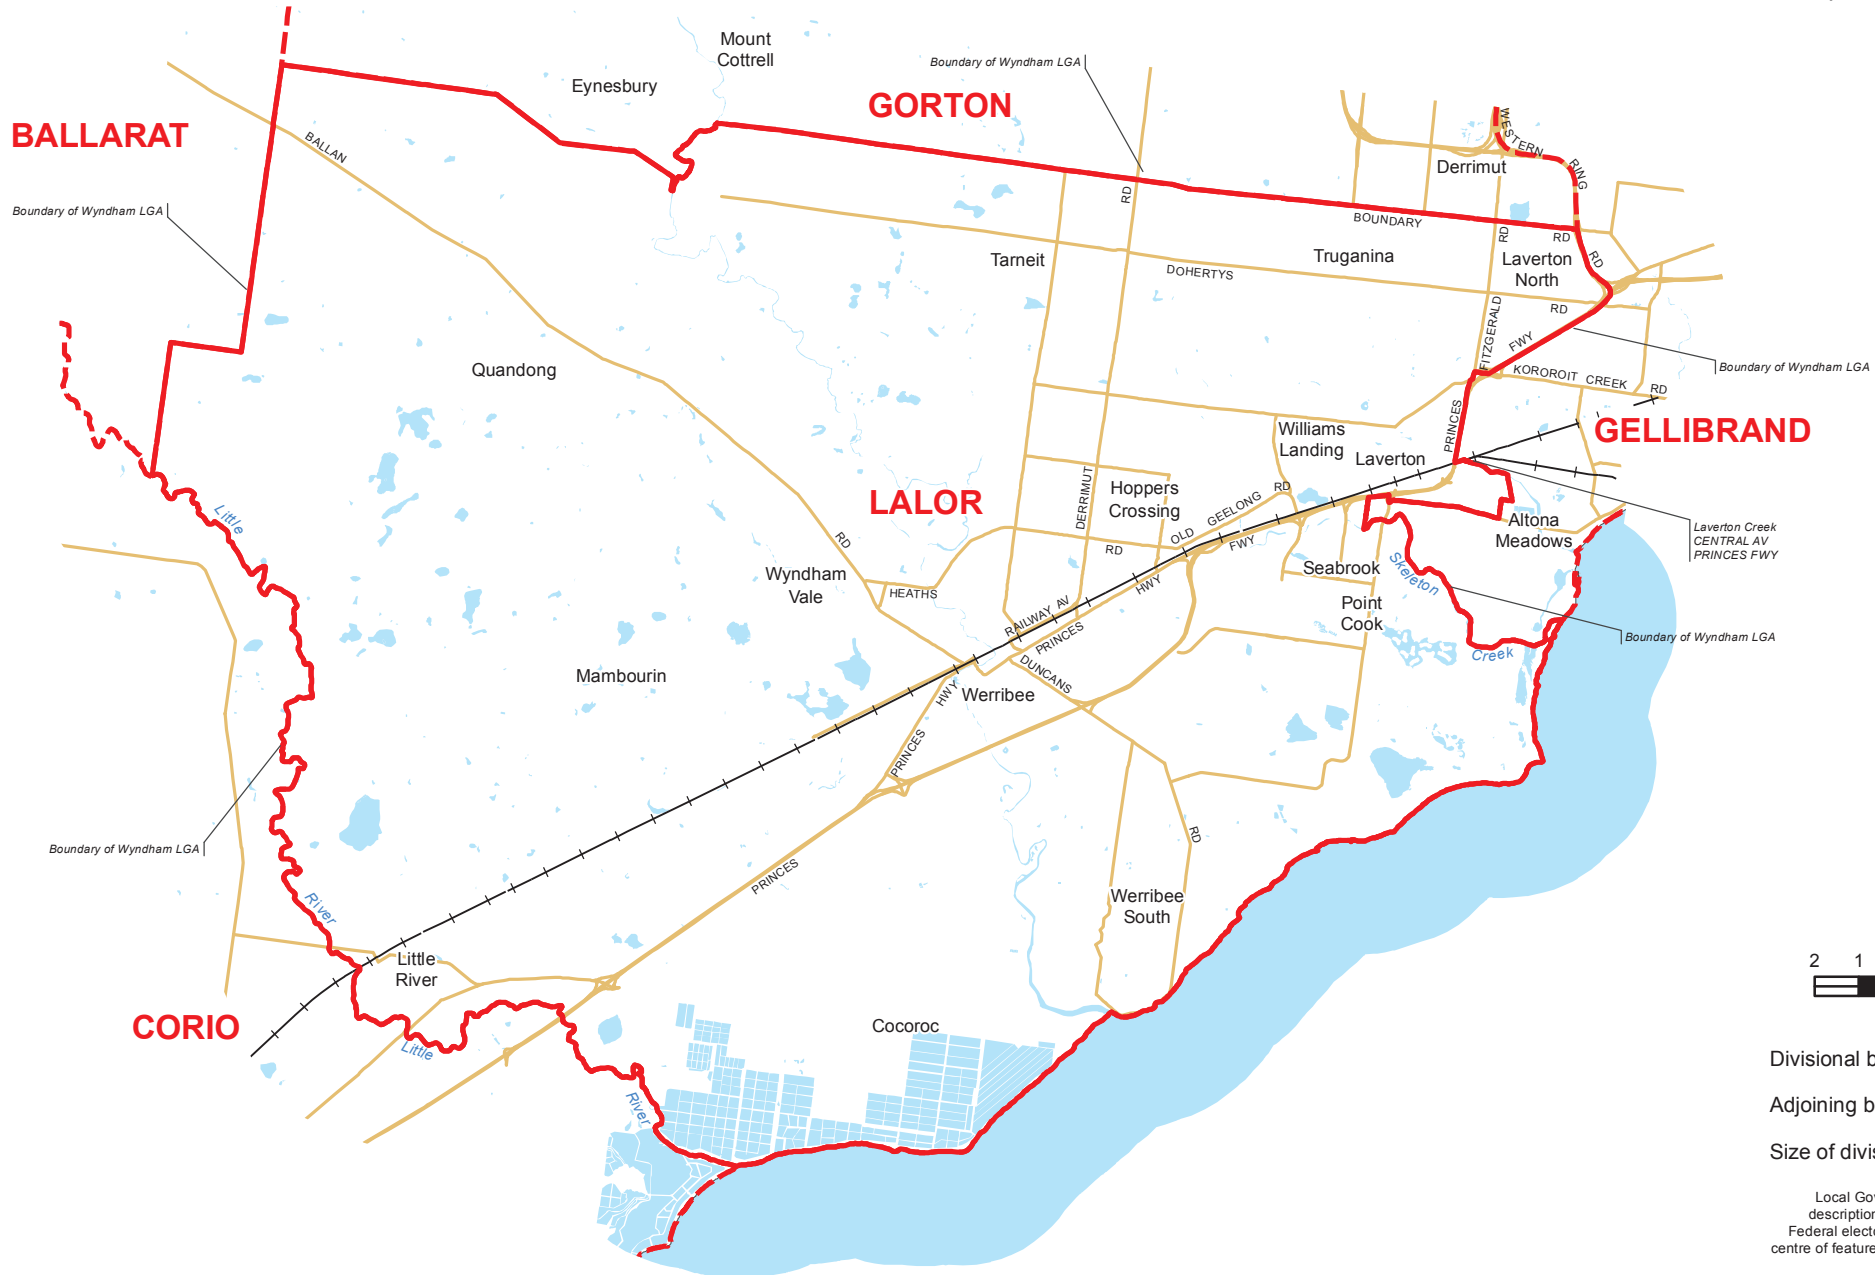 Mount
Cottrell
Eynesbury
Boundary of Wyndham LGA
GORTON
BALLARAT
BALLAN
WESTERN
RING
Derrimut
RD
Boundary of Wyndham LGA
BOUNDARY
RD
RD
RD
Tarneit
Truganina
Laverton
North
DOHERTYS
RD
FITZGERALD
FWY
Boundary of Wyndham LGA
Quandong
KOROROIT CREEK
RD
PRINCES
GELLIBRAND
Williams
Landing
Laverton
LALOR
Hoppers
Crossing
DERRIMUT
OLD
GEELONG
RD
Little
Altona
Meadows
Laverton Creek
CENTRAL AV
PRINCES FWY
RD
RD
FWY
HWY
Seabrook
Skeleton
Wyndham
Vale
HEATHS
Point
Cook
RAILWAY AV
PRINCES
Boundary of Wyndham LGA
Creek
Mambourin
DUNCANS
HWY
Werribee
PRINCES
Boundary of Wyndham LGA
RD
PRINCES
River
Werribee
South
Little
River
2 1
CORIO
Cocoroc
Little
Divisional b
River
Adjoining b
Size of divis
Local Gov
description
Federal electo
centre of feature